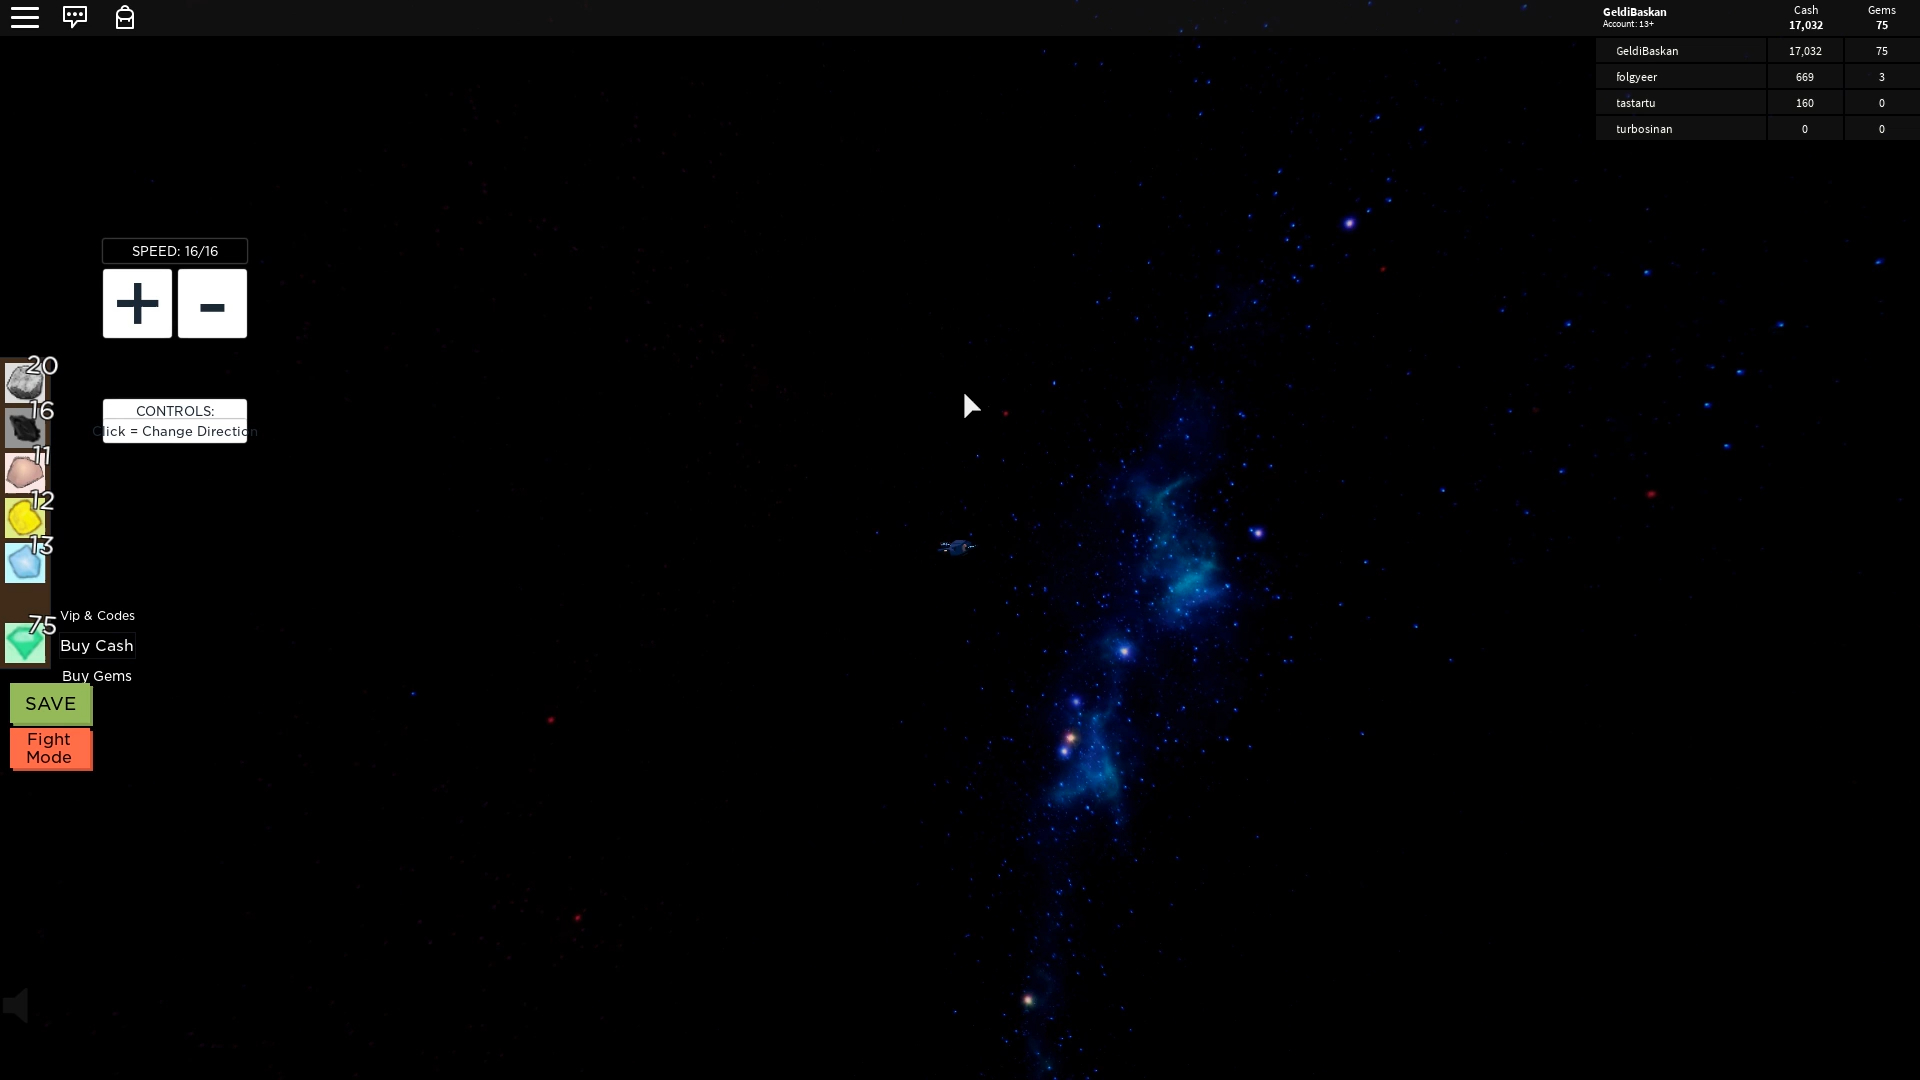 GeldiBaskan Cash Gems
Account: 13+ 17,032 75
GeldiBaskan 17,032 75
folgyeer 669 3
tastartu 160 0
turbosinan 0 0
SPEED: 16/16
+ -
20
16
CONTROLS:
Click = Change Direction
11
12
13
75
Vip & Codes
Buy Cash
Buy Gems
SAVE
Fight
Mode